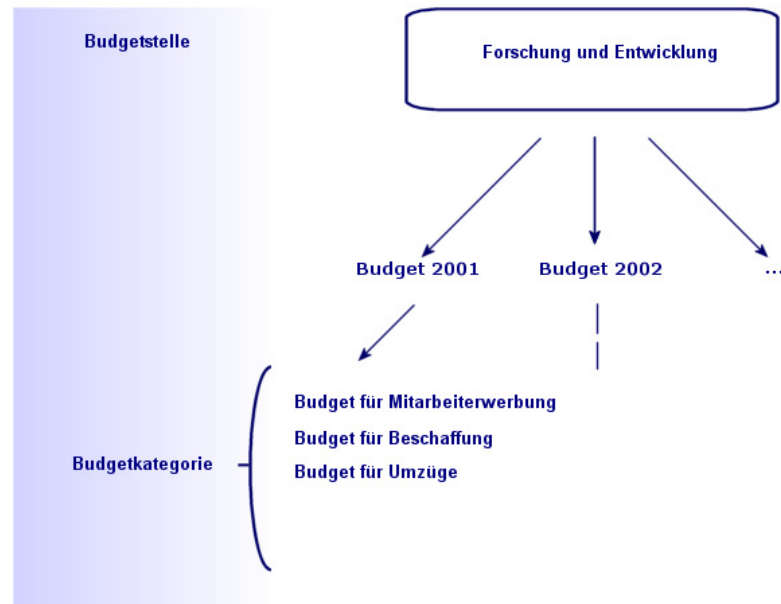 Budgetstelle
Forschung und Entwicklung
Budget 2001
Budget 2002
...
Budget für Mitarbeiterwerbung
Budget für Beschaffung
Budgetkategorie
Budget für Umzüge